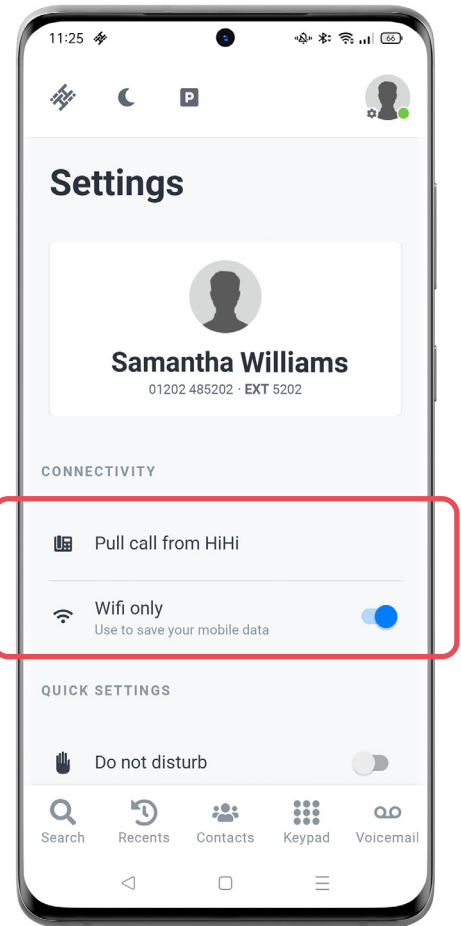 11:25
66
P
Settings
Samantha Williams
01202 485202 · EXT 5202
CONNECTIVITY
Pull call from HiHi
Wifi only
Use to save your mobile data
QUICK SETTINGS
Do not disturb
Search Recents Contacts Keypad Voicemail